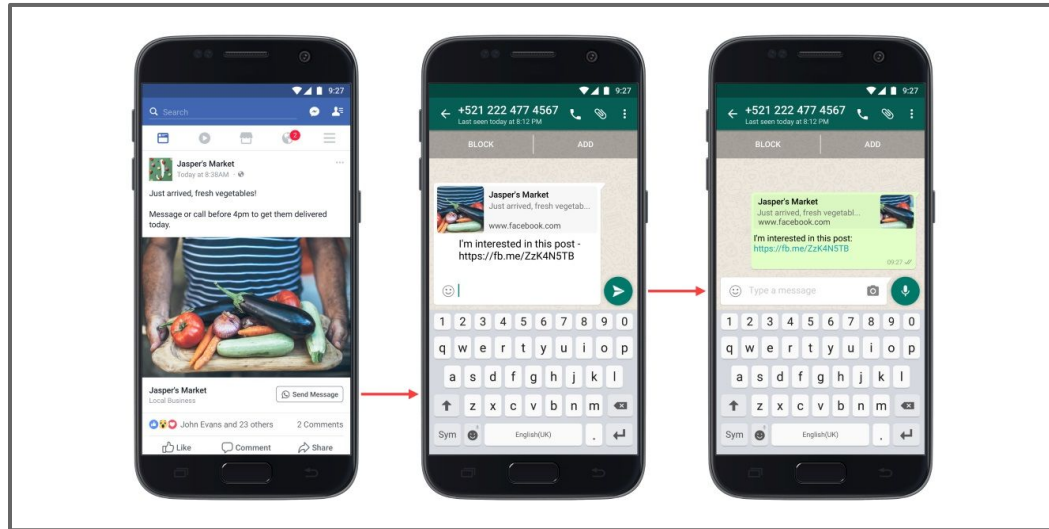 9:27
Search
2
Jasper's Market
Today at 8:38AM ·
Just arrived, fresh vegetables!
Message or call before 4pm to get them delivered
today.
Jasper's Market
Local Business
Send Message
John Evans and 23 others 2 Comments
Like Comment Share
9:27
+521 222 477 4567
Last seen today at 8:12 PM
BLOCK ADD
Jasper's Market
Just arrived, fresh vegetab...
www.facebook.com
I'm interested in this post -
https://fb.me/ZzK4N5TB
1 2 3 4 5 6 7 8 9 0
q w e r t y u i o p
a s d f g h j k l
z x c v b n m
Sym English(UK) .
9:27
+521 222 477 4567
Last seen today at 8:12 PM
BLOCK ADD
Jasper's Market
Just arrived, fresh vegetabl...
www.facebook.com
I'm interested in this post:
https://fb.me/ZzK4N5TB
09:27
Type a message
1 2 3 4 5 6 7 8 9 0
q w e r t y u i o p
a s d f g h j k l
z x c v b n m
Sym English(UK) .